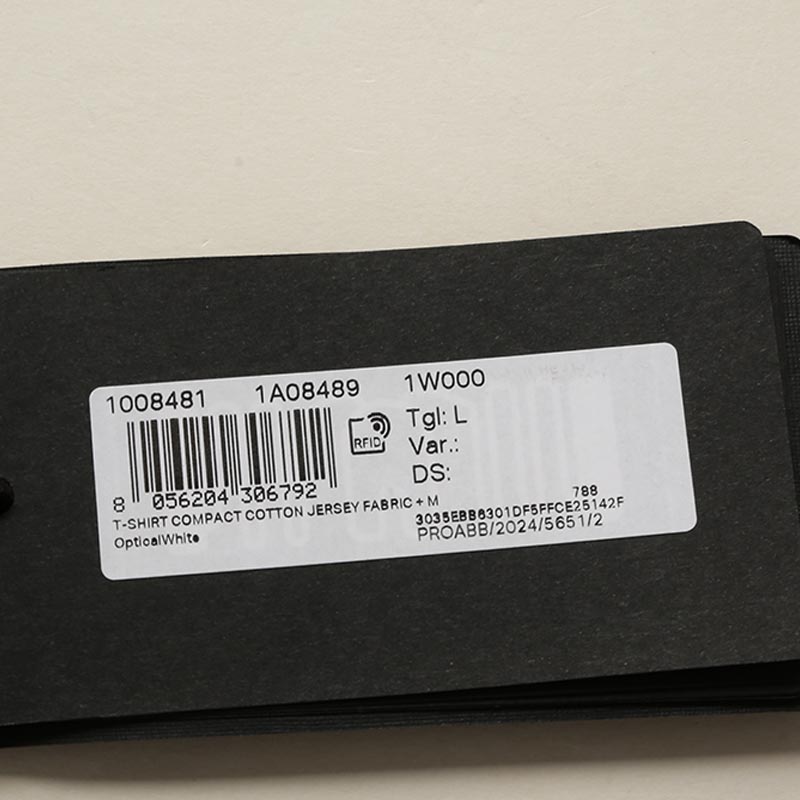 1008481 1A08489 1W000
RFID
Tgl: L
Var.:
DS:
8 056204 306792
T-SHIRT COMPACT COTTON JERSEY FABRIC + M
OpticalWhite
788
3035EBB6301DF5FFCE25142F
PROABB/2024/5651/2